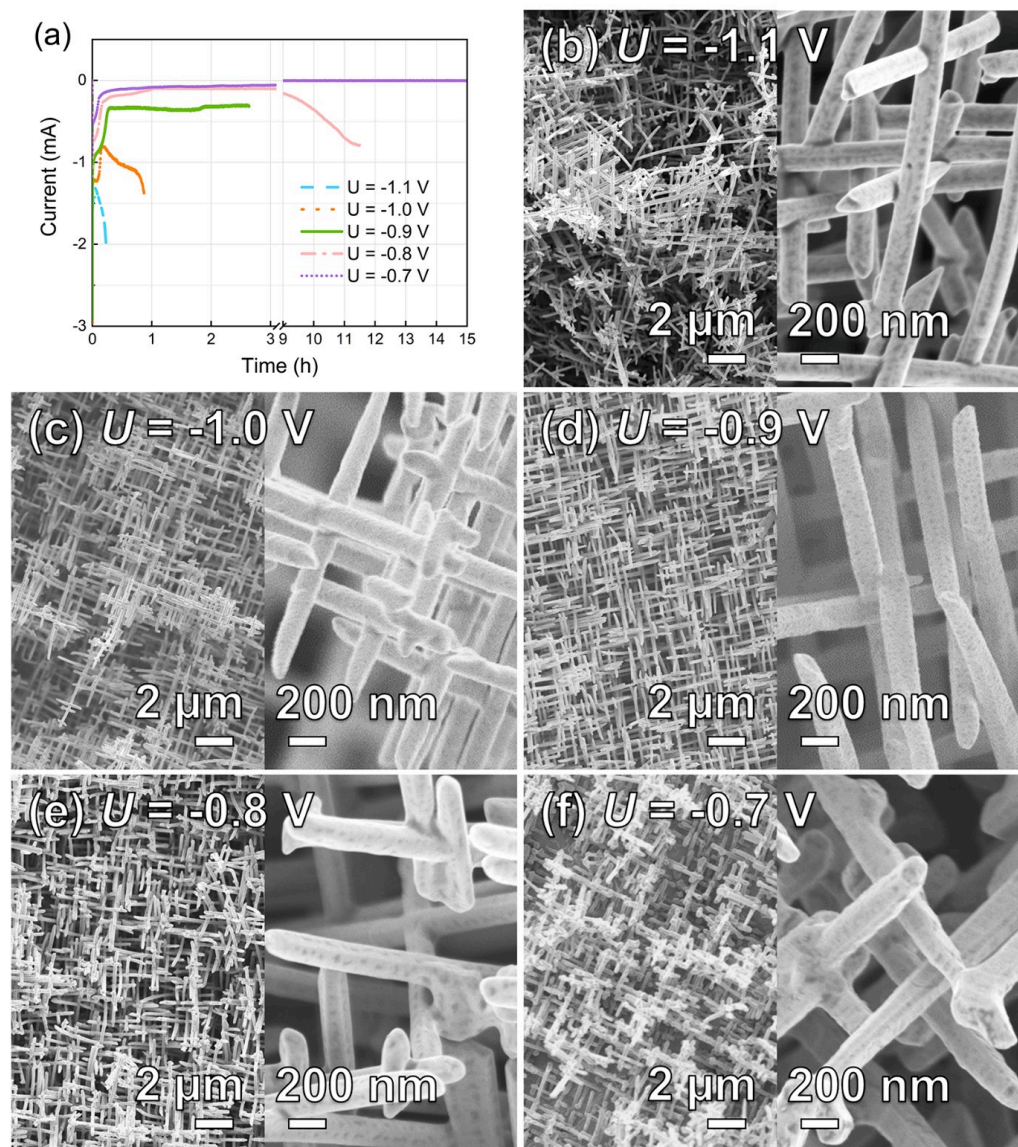 (a)
Current (mA)
0
-1
-2
-3
U = -1.1 V
U = -1.0 V
U = -0.9 V
U = -0.8 V
U = -0.7 V
0 1 2 3 9 10 11 12 13 14 15
Time (h)
(b) U = -1.1 V
2 μm 200 nm
(c) U = -1.0 V
2 μm 200 nm
(d) U = -0.9 V
2 μm 200 nm
(e) U = -0.8 V
2 μm 200 nm
(f) U = -0.7 V
2 μm 200 nm